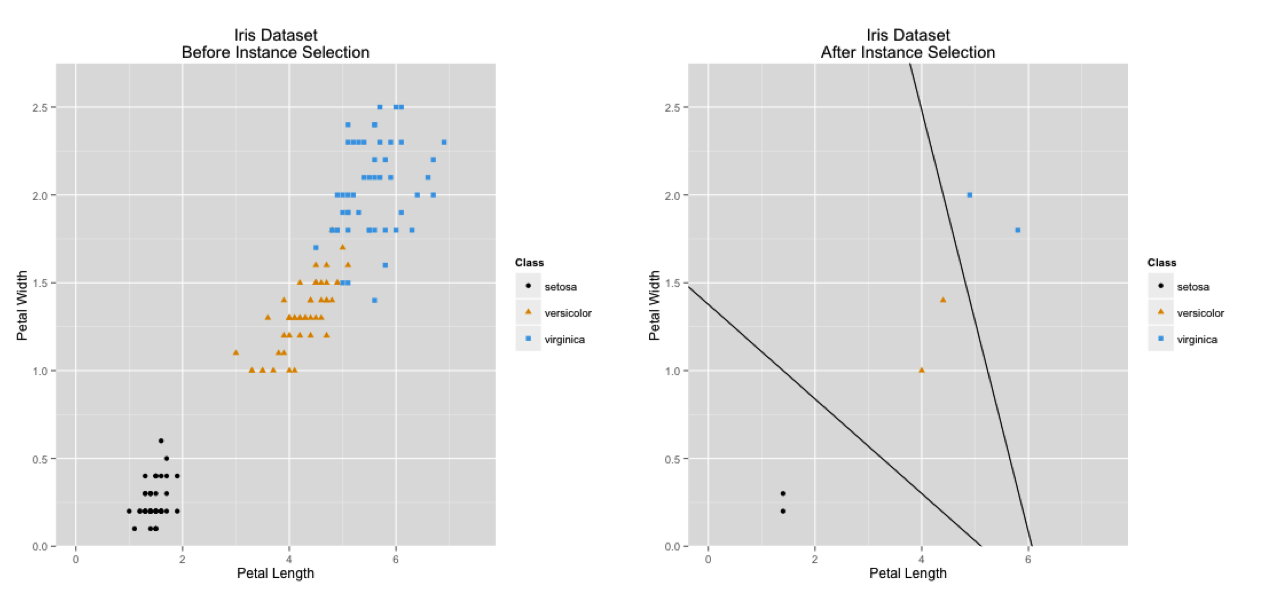 Iris Dataset
Before Instance Selection
Petal Width
2.5
2.0
1.5
1.0
0.5
0.0
0 2 4 6
Petal Length
Class
setosa
versicolor
virginica
Iris Dataset
After Instance Selection
Petal Width
2.5
2.0
1.5
1.0
0.5
0.0
0 2 4 6
Petal Length
Class
setosa
versicolor
virginica